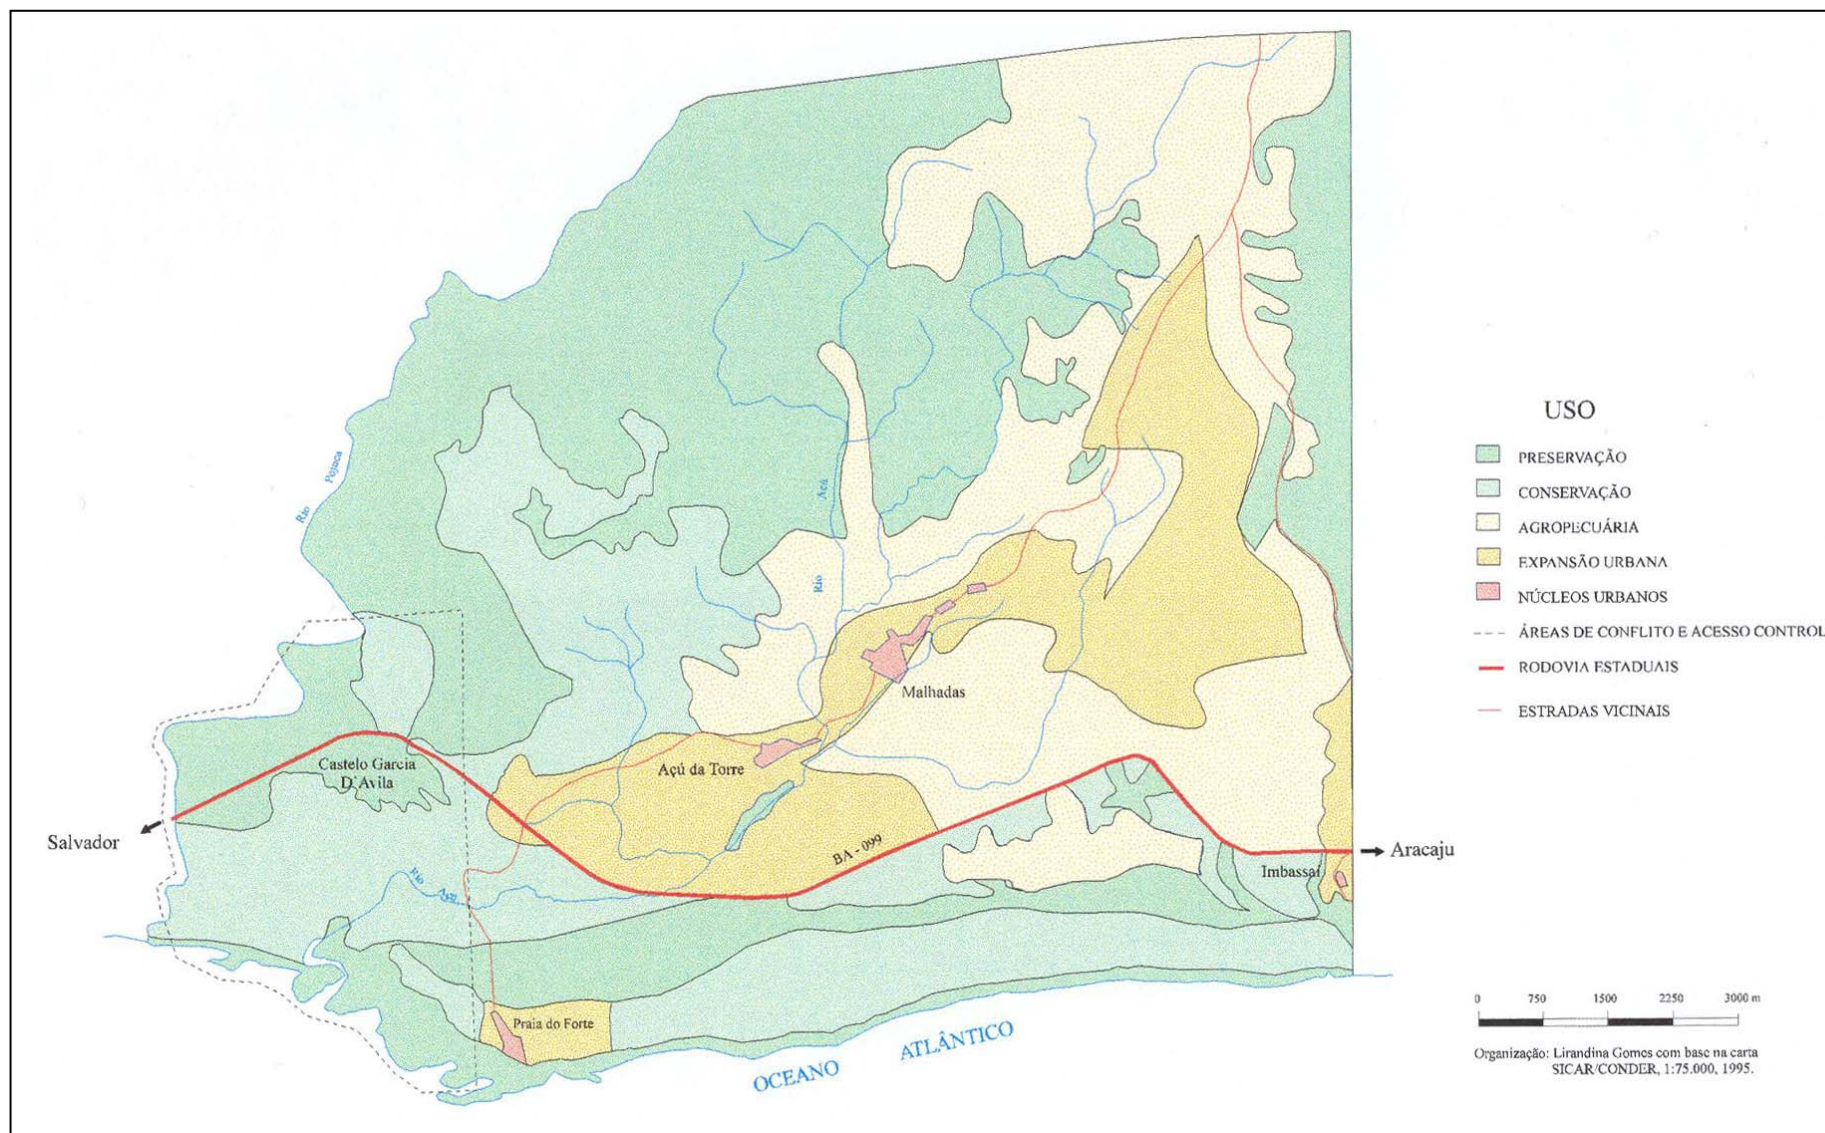 Rio Pojuca
Rio Açú
Malhadas
Açú da Torre
Castelo Garcia
D'Avila
Salvador
BA - 099
Imbassaí
Aracaju
Rio Açú
Praia do Forte
OCEANO ATLÂNTICO
USO
PRESERVAÇÃO
CONSERVAÇÃO
AGROPECUÁRIA
EXPANSÃO URBANA
NÚCLEOS URBANOS
ÁREAS DE CONFLITO E ACESSO CONTROL
RODOVIA ESTADUAIS
ESTRADAS VICINAIS
0 750 1500 2250 3000 m
Organização: Lirandina Gomes com base na carta
SICAR/CONDER, 1:75.000, 1995.